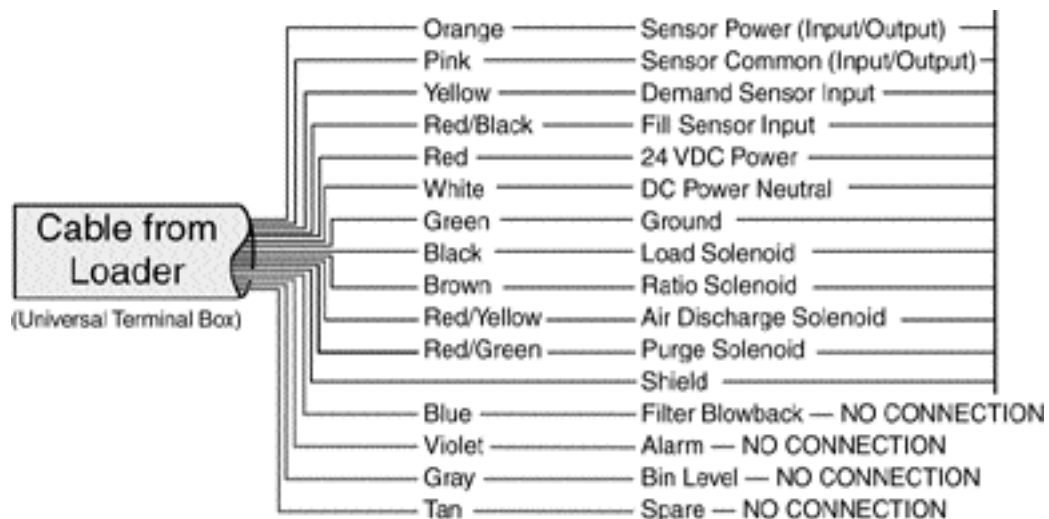 Orange Sensor Power (Input/Output)
Pink Sensor Common (Input/Output)
Yellow Demand Sensor Input
Red/Black Fill Sensor Input
Red 24 VDC Power
White DC Power Neutral
Green Ground
Black Load Solenoid
Brown Ratio Solenoid
Red/Yellow Air Discharge Solenoid
Red/Green Purge Solenoid
Shield
Blue Filter Blowback — NO CONNECTION
Violet Alarm — NO CONNECTION
Gray Bin Level — NO CONNECTION
Tan Spare — NO CONNECTION
Cable from
Loader
(Universal Terminal Box)